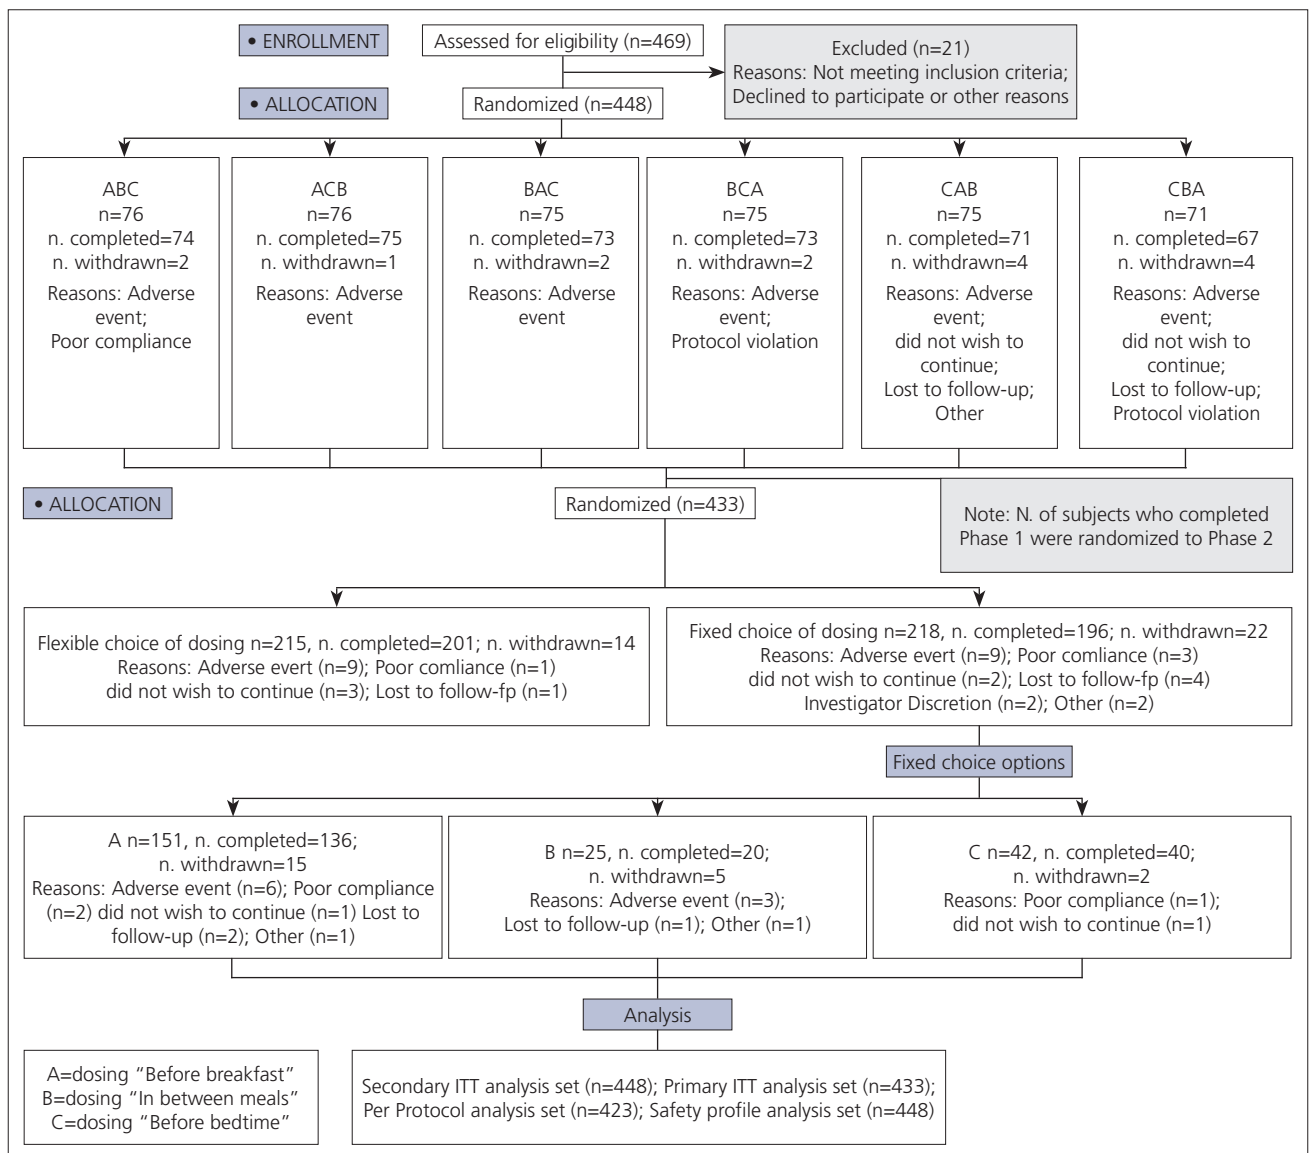 • ENROLLMENT
Assessed for eligibility (n=469)
Excluded (n=21)
Reasons: Not meeting inclusion criteria;
Declined to participate or other reasons
• ALLOCATION
Randomized (n=448)
ABC
n=76
n. completed=74
n. withdrawn=2
Reasons: Adverse
event;
Poor compliance
ACB
n=76
n. completed=75
n. withdrawn=1
Reasons: Adverse
event
BAC
n=75
n. completed=73
n. withdrawn=2
Reasons: Adverse
event
BCA
n=75
n. completed=73
n. withdrawn=2
Reasons: Adverse
event;
Protocol violation
CAB
n=75
n. completed=71
n. withdrawn=4
Reasons: Adverse
event;
did not wish to
continue;
Lost to follow-up;
Other
CBA
n=71
n. completed=67
n. withdrawn=4
Reasons: Adverse
event;
did not wish to
continue;
Lost to follow-up;
Protocol violation
• ALLOCATION
Randomized (n=433)
Note: N. of subjects who completed
Phase 1 were randomized to Phase 2
Flexible choice of dosing n=215, n. completed=201; n. withdrawn=14
Reasons: Adverse evert (n=9); Poor comliance (n=1)
did not wish to continue (n=3); Lost to follow-fp (n=1)
Fixed choice of dosing n=218, n. completed=196; n. withdrawn=22
Reasons: Adverse evert (n=9); Poor comliance (n=3)
did not wish to continue (n=2); Lost to follow-fp (n=4)
Investigator Discretion (n=2); Other (n=2)
Fixed choice options
A n=151, n. completed=136;
n. withdrawn=15
Reasons: Adverse event (n=6); Poor compliance
(n=2) did not wish to continue (n=1) Lost to
follow-up (n=2); Other (n=1)
B n=25, n. completed=20;
n. withdrawn=5
Reasons: Adverse event (n=3);
Lost to follow-up (n=1); Other (n=1)
C n=42, n. completed=40;
n. withdrawn=2
Reasons: Poor compliance (n=1);
did not wish to continue (n=1)
Analysis
A=dosing “Before breakfast”
B=dosing “In between meals”
C=dosing “Before bedtime”
Secondary ITT analysis set (n=448); Primary ITT analysis set (n=433);
Per Protocol analysis set (n=423); Safety profile analysis set (n=448)